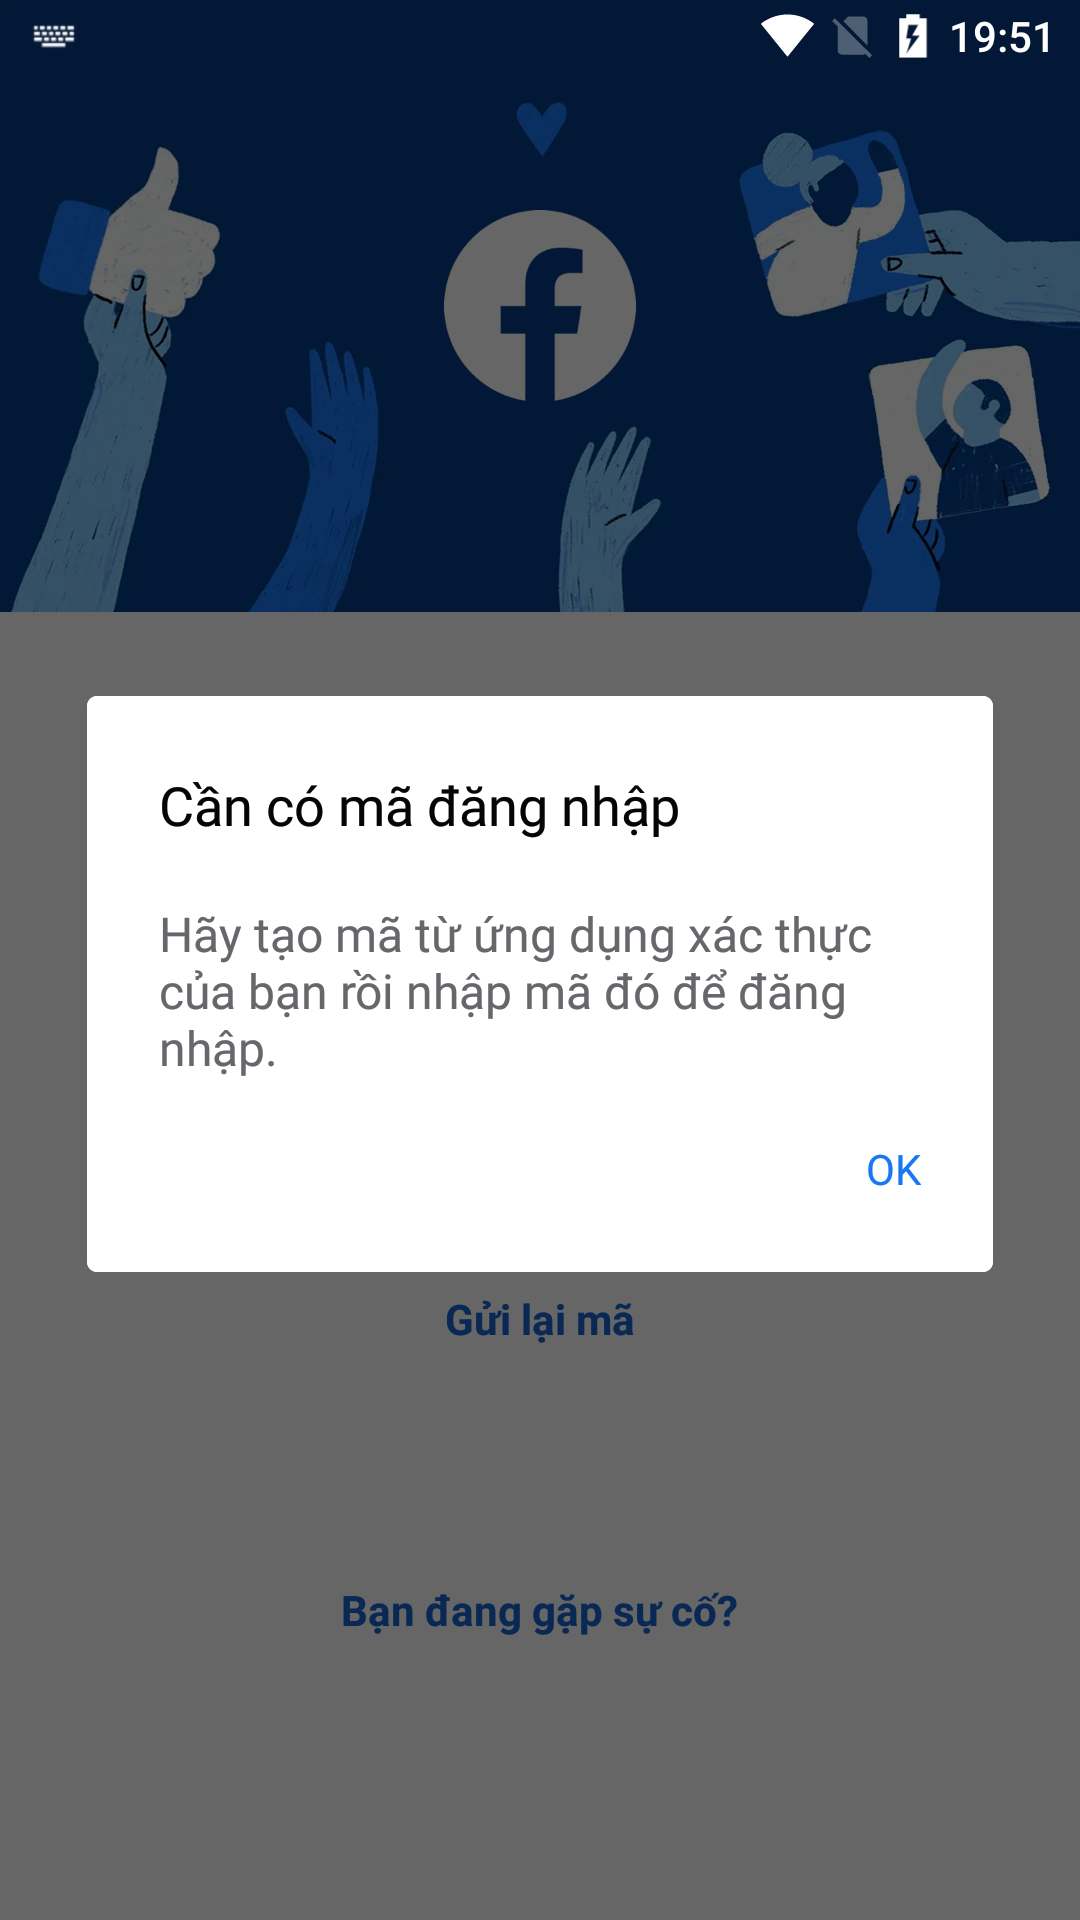 19:51
Cần có mã đăng nhập
Hãy tạo mã từ ứng dụng xác thực
của bạn rồi nhập mã đó để đăng
nhập.
OK
Gửi lại mã
Bạn đang gặp sự cố?